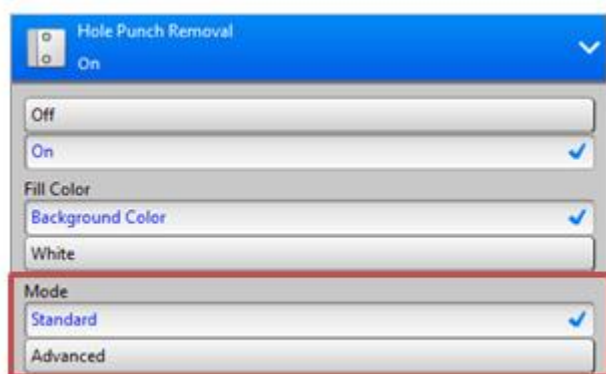 Hole Punch Removal
On
Off
On
Fill Color
Background Color
White
Mode
Standard
Advanced